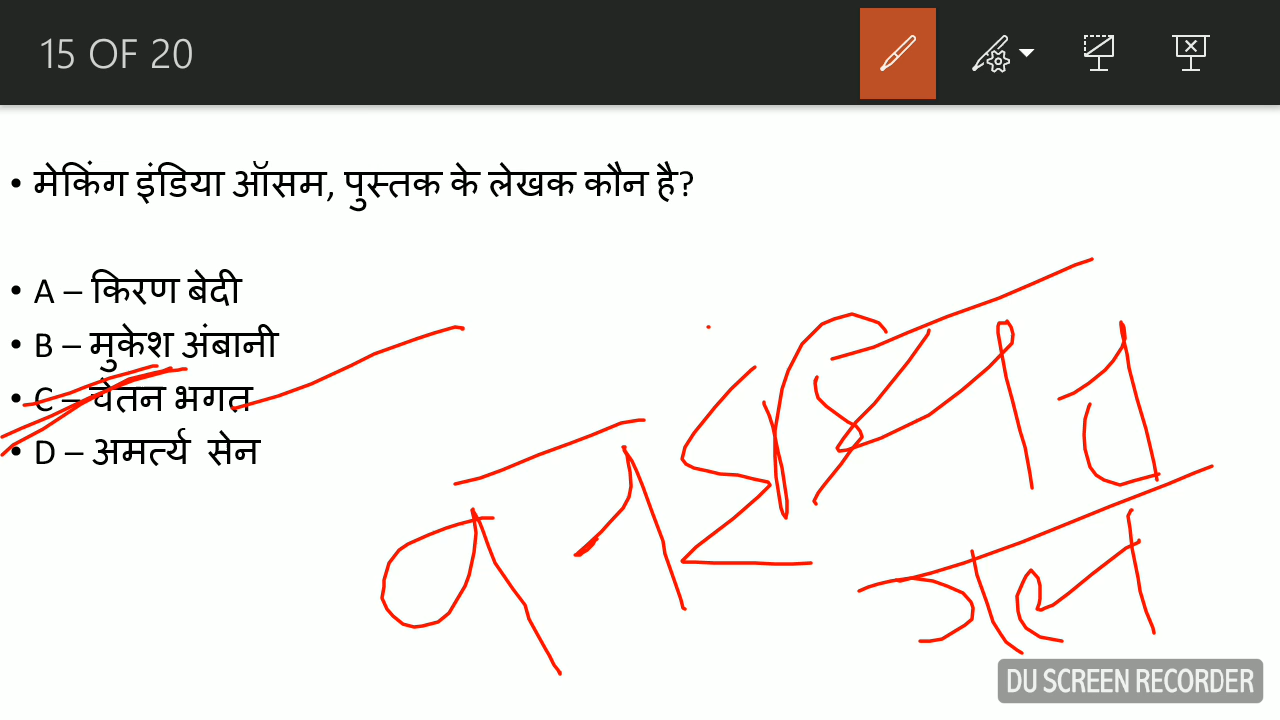 15 OF 20
• मेकिंग इंडिया ऑसम, पुस्तक के लेखक कौन है?
• A – किरण बेदी
• B – मुकेश अंबानी
• C – चेतन भगत
• D – अमर्त्य सेन
DU SCREEN RECORDER